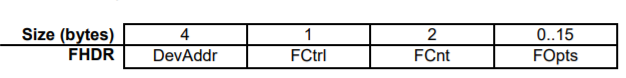 Size (bytes) 4 1 2 0..15
FHDR DevAddr FCtrl FCnt FOpts